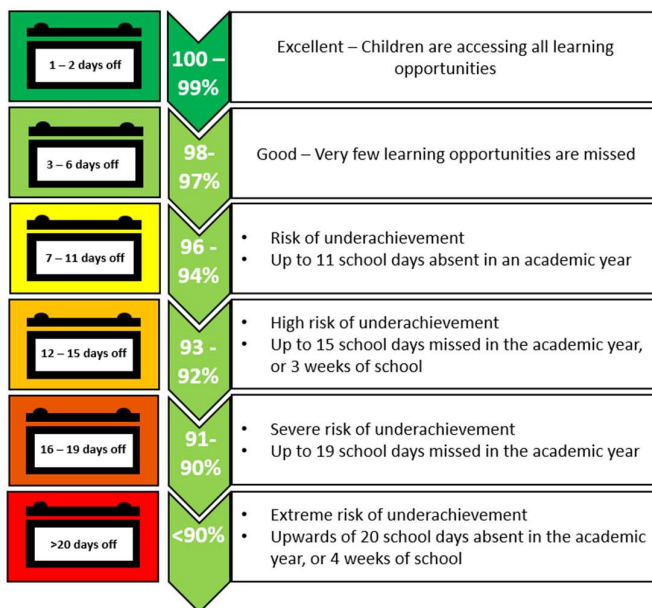 1 – 2 days off
100 –
99%
Excellent – Children are accessing all learning
opportunities
3 – 6 days off
98-
97%
Good – Very few learning opportunities are missed
7 – 11 days off
96 -
94%
• Risk of underachievement
• Up to 11 school days absent in an academic year
12 – 15 days off
93 -
92%
• High risk of underachievement
• Up to 15 school days missed in the academic year,
or 3 weeks of school
16 – 19 days off
91-
90%
• Severe risk of underachievement
• Up to 19 school days missed in the academic year
>20 days off
<90%
• Extreme risk of underachievement
• Upwards of 20 school days absent in the academic
year, or 4 weeks of school